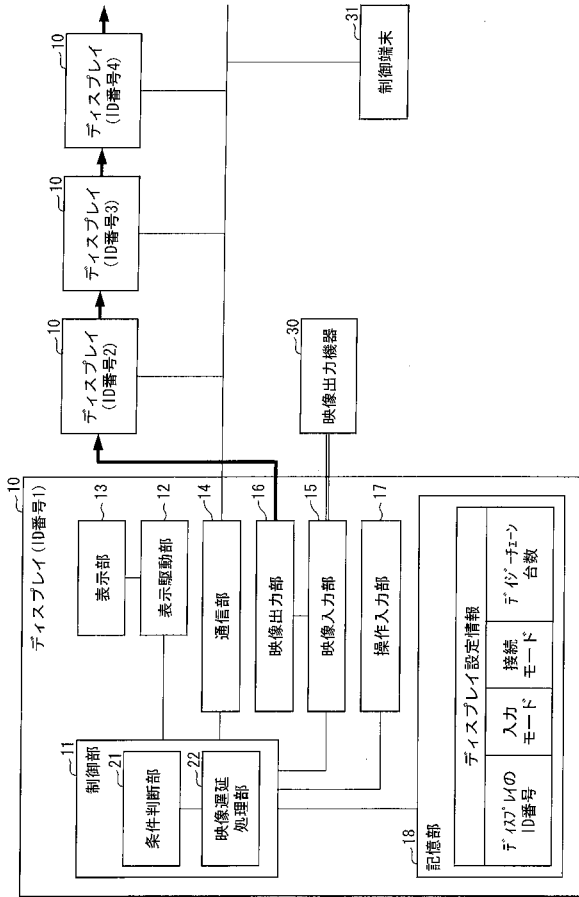 10
ディスプレイ(ID番号1)
11
制御部
21
条件判断部
22
映像遅延
処理部
13
表示部
12
表示駆動部
14
通信部
16
映像出力部
15
映像入力部
17
操作入力部
18
記憶部
ディスプレイ設定情報
ディスプレイの
ID番号
入力
モード
接続
モード
デイジーチェーン
台数
10
ディスプレイ
(ID番号2)
10
ディスプレイ
(ID番号3)
10
ディスプレイ
(ID番号4)
30
映像出力機器
31
制御端末